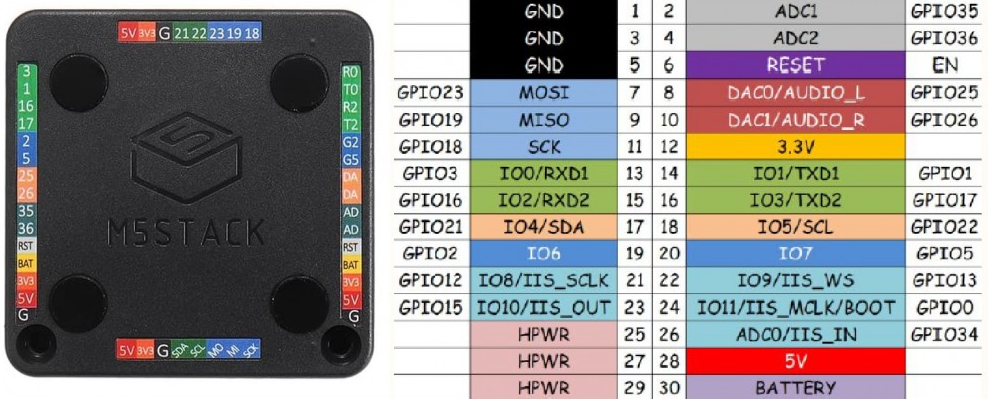 5V 3V3 G 21 22 23 19 18
3
1
16
17
2
5
25
26
35
36
RST
BAT
3V3
5V
G
R0
T0
R2
T2
G2
G5
DA
DA
AD
AD
RST
BAT
3V3
5V
G
M5STACK
5V 3V3 G SDA SCL MO MI SCK
GND 1 2 ADC1 GPIO35
GND 3 4 ADC2 GPIO36
GND 5 6 RESET EN
GPIO23 MOSI 7 8 DAC0/AUDIO_L GPIO25
GPIO19 MISO 9 10 DAC1/AUDIO_R GPIO26
GPIO18 SCK 11 12 3.3V
GPIO3 IO0/RXD1 13 14 IO1/TXD1 GPIO1
GPIO16 IO2/RXD2 15 16 IO3/TXD2 GPIO17
GPIO21 IO4/SDA 17 18 IO5/SCL GPIO22
GPIO2 IO6 19 20 IO7 GPIO5
GPIO12 IO8/IIS_SCLK 21 22 IO9/IIS_WS GPIO13
GPIO15 IO10/IIS_OUT 23 24 IO11/IIS_MCLK/BOOT GPIO0
HPWR 25 26 ADC0/IIS_IN GPIO34
HPWR 27 28 5V
HPWR 29 30 BATTERY